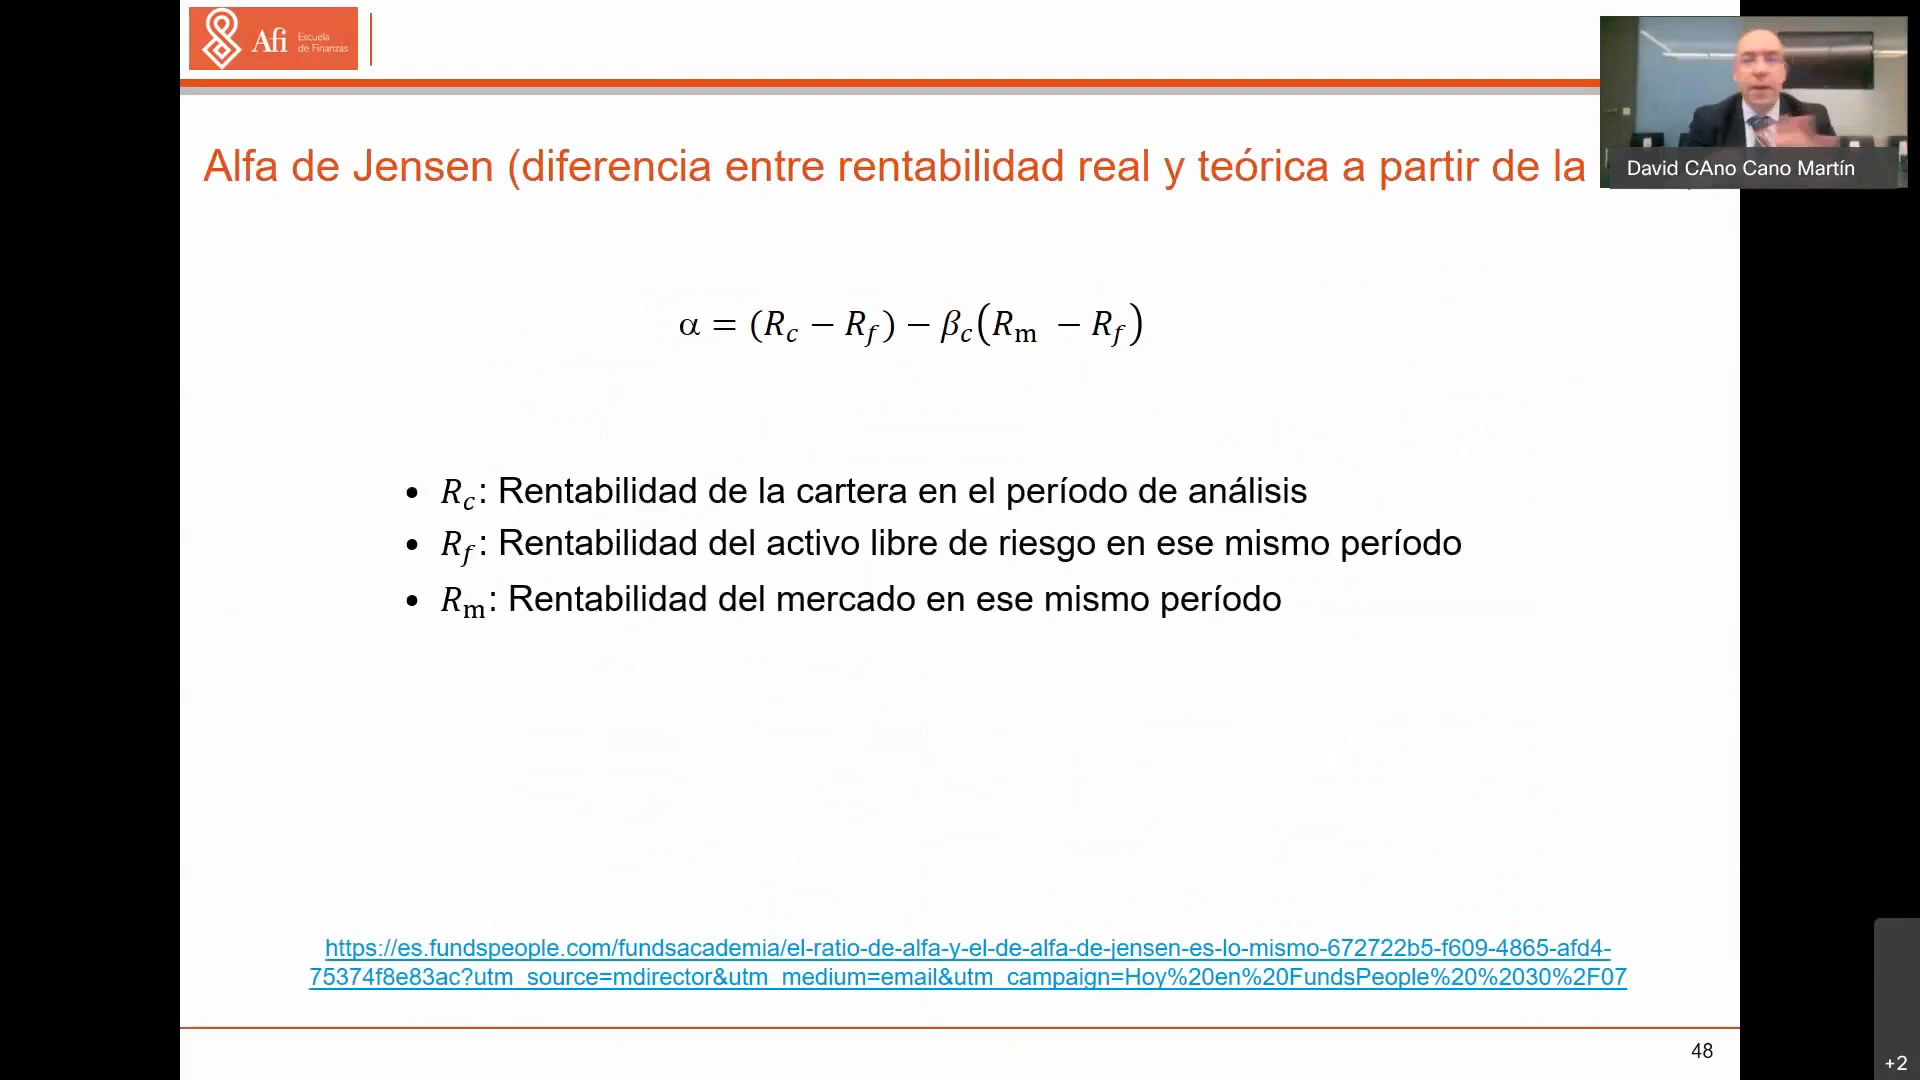 Afi Escuela
de Finanzas
David CAno Cano Martín
Alfa de Jensen (diferencia entre rentabilidad real y teórica a partir de la
α = (R_c − R_f) − β_c(R_m − R_f)
• R_c: Rentabilidad de la cartera en el período de análisis
• R_f: Rentabilidad del activo libre de riesgo en ese mismo período
• R_m: Rentabilidad del mercado en ese mismo período
https://es.fundspeople.com/fundsacademia/el-ratio-de-alfa-y-el-de-alfa-de-jensen-es-lo-mismo-672722b5-f609-4865-afd4-
75374f8e83ac?utm_source=mdirector&utm_medium=email&utm_campaign=Hoy%20en%20FundsPeople%20%2030%2F07
48
+2